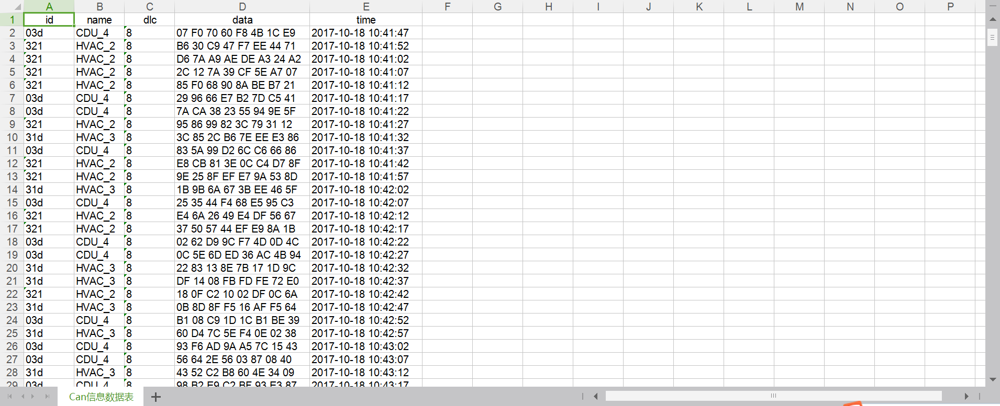 A B C D E F G H I J K L M N O P
1 id name dlc data time
2 03d CDU_4 8 07 F0 70 60 F8 4B 1C E9 2017-10-18 10:41:47
3 321 HVAC_2 8 B6 30 C9 47 F7 EE 44 71 2017-10-18 10:41:52
4 321 HVAC_2 8 D6 7A A9 AE DE A3 24 A2 2017-10-18 10:41:02
5 321 HVAC_2 8 2C 12 7A 39 CF 5E A7 07 2017-10-18 10:41:07
6 321 HVAC_2 8 85 F0 68 90 8A BE B7 21 2017-10-18 10:41:12
7 03d CDU_4 8 29 96 66 E7 B2 7D C5 41 2017-10-18 10:41:17
8 03d CDU_4 8 7A CA 38 23 55 94 9E 5F 2017-10-18 10:41:22
9 321 HVAC_2 8 95 86 99 82 3C 79 31 12 2017-10-18 10:41:27
10 31d HVAC_3 8 3C 85 2C B6 7E EE E3 86 2017-10-18 10:41:32
11 03d CDU_4 8 83 5A 99 D2 6C C6 66 86 2017-10-18 10:41:37
12 321 HVAC_2 8 E8 CB 81 3E 0C C4 D7 8F 2017-10-18 10:41:42
13 321 HVAC_2 8 9E 25 8F EF E7 9A 53 8D 2017-10-18 10:41:57
14 31d HVAC_3 8 1B 9B 6A 67 3B EE 46 5F 2017-10-18 10:42:02
15 03d CDU_4 8 25 35 44 F4 68 E5 95 C3 2017-10-18 10:42:07
16 321 HVAC_2 8 E4 6A 26 49 E4 DF 56 67 2017-10-18 10:42:12
17 321 HVAC_2 8 37 50 57 44 EF E9 8A 1B 2017-10-18 10:42:17
18 03d CDU_4 8 02 62 D9 9C F7 4D 0D 4C 2017-10-18 10:42:22
19 03d CDU_4 8 0C 5E 6D ED 36 AC 4B 94 2017-10-18 10:42:27
20 31d HVAC_3 8 22 83 13 8E 7B 17 1D 9C 2017-10-18 10:42:32
21 31d HVAC_3 8 DF 14 08 FB FD FE 72 E0 2017-10-18 10:42:37
22 321 HVAC_2 8 18 0F C2 10 02 DF 0C 6A 2017-10-18 10:42:42
23 31d HVAC_3 8 0B 8D 8F F5 16 AF F5 64 2017-10-18 10:42:47
24 03d CDU_4 8 B1 08 C9 1D 1C B1 BE 39 2017-10-18 10:42:52
25 31d HVAC_3 8 60 D4 7C 5E F4 0E 02 38 2017-10-18 10:42:57
26 03d CDU_4 8 93 F6 AD 9A A5 7C 15 43 2017-10-18 10:43:02
27 03d CDU_4 8 56 64 2E 56 03 87 08 40 2017-10-18 10:43:07
28 31d HVAC_3 8 43 52 C2 B8 60 4E 34 09 2017-10-18 10:43:12
29 03d CDU_4 8 98 B2 E9 C2 BF 93 E3 87 2017-10-18 10:43:17
Can信息数据表